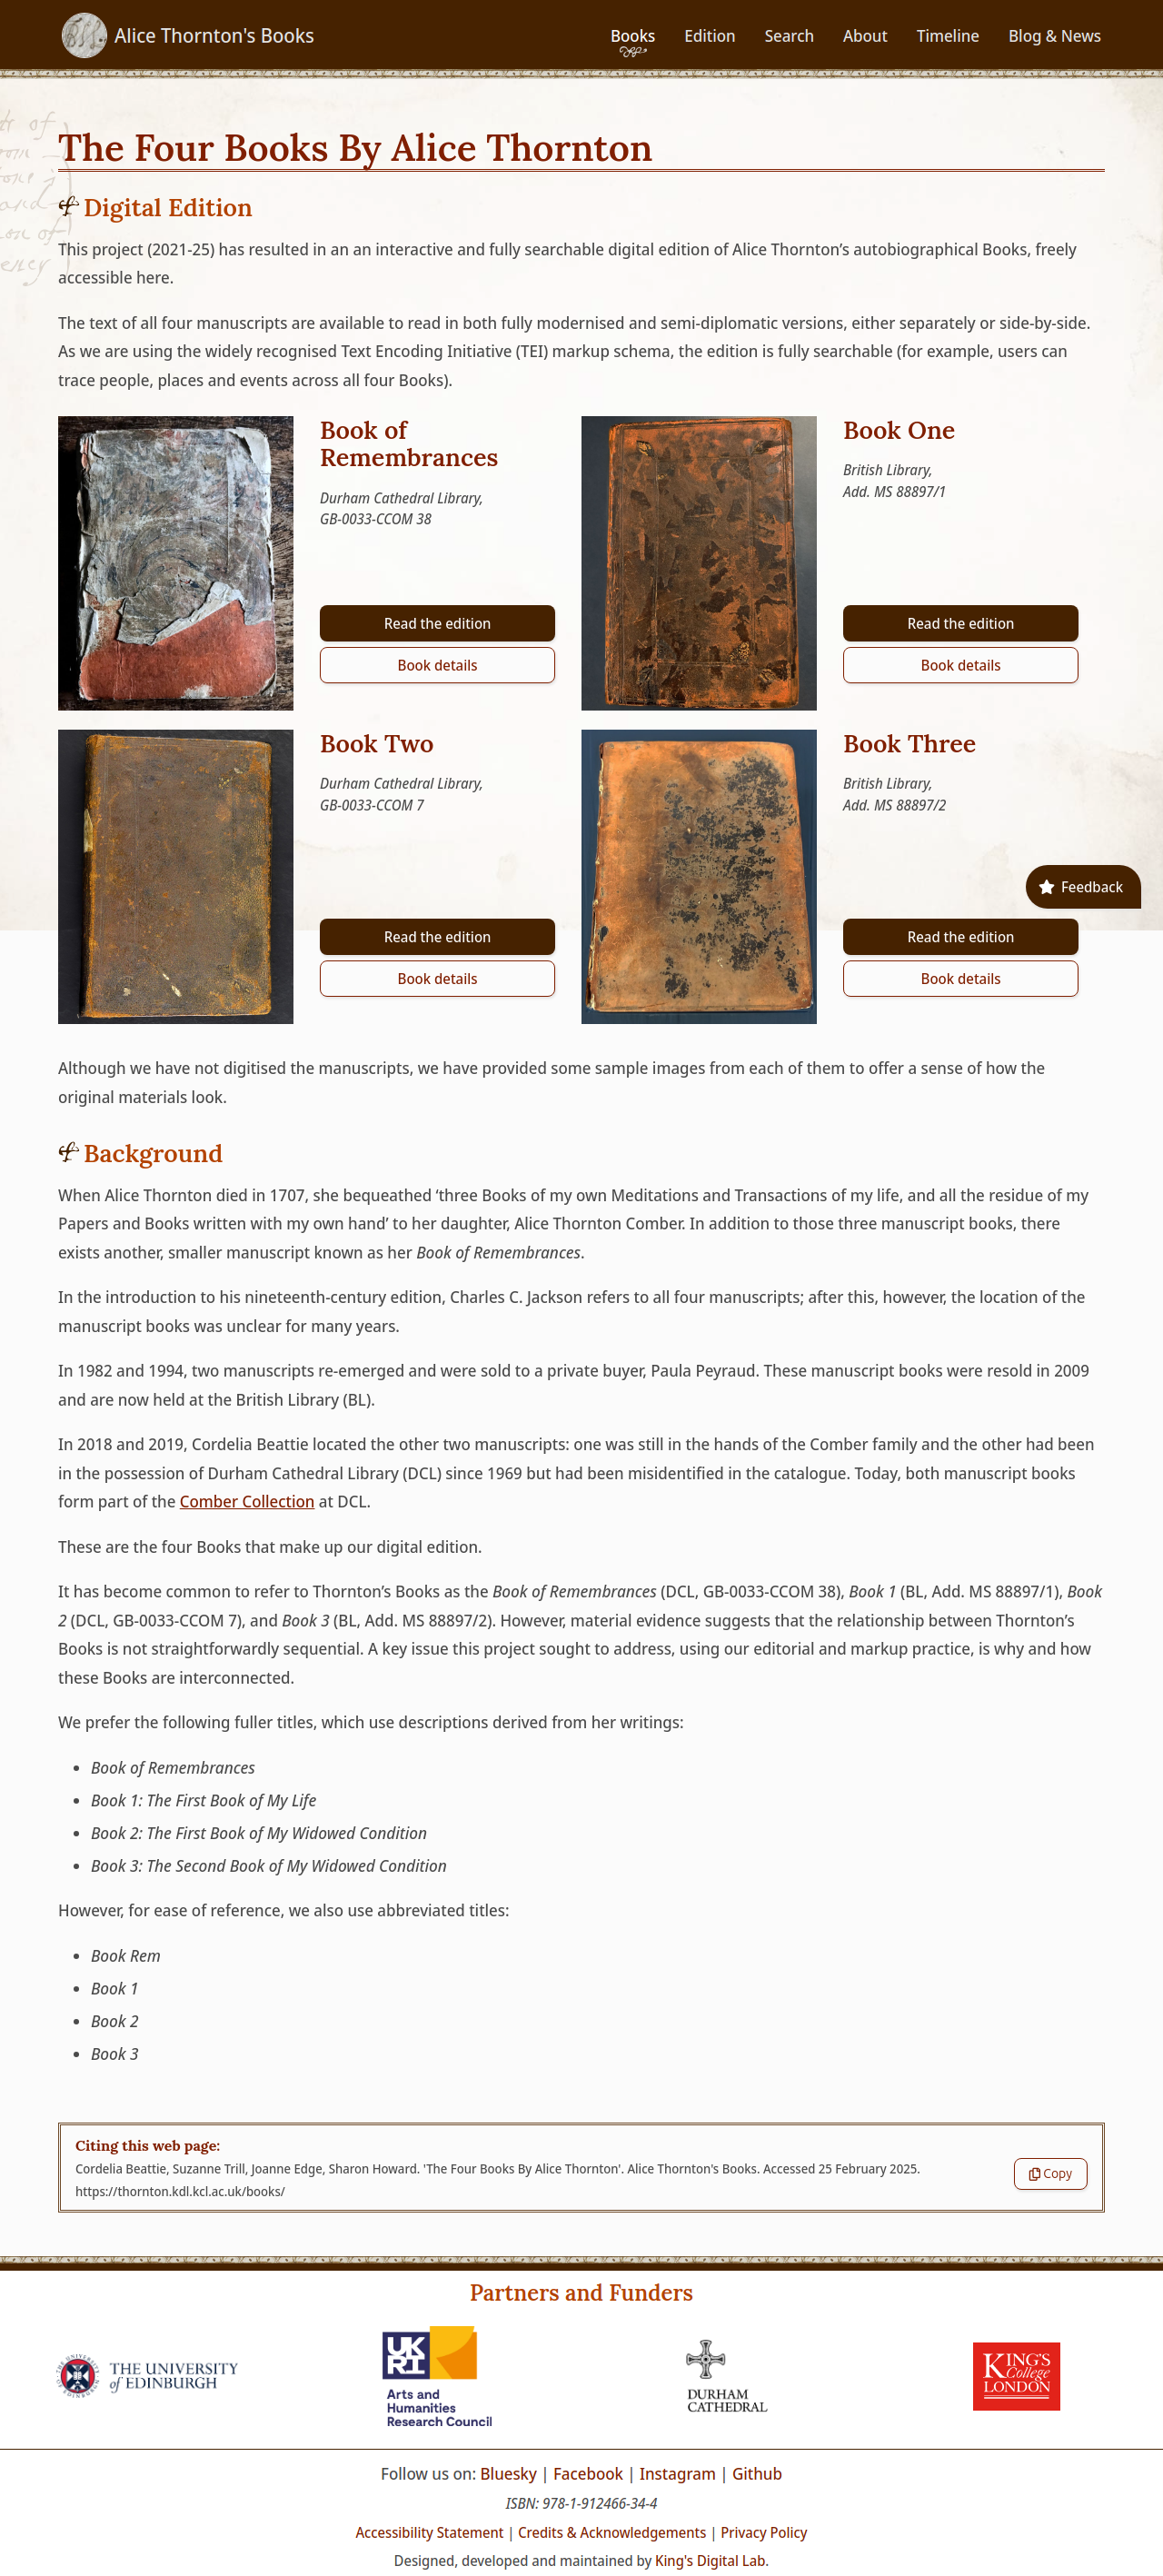 Alice Thornton's Books
Books
Edition
Search
About
Timeline
Blog & News
The Four Books By Alice Thornton
Digital Edition
This project (2021-25) has resulted in an an interactive and fully searchable digital edition of Alice Thornton’s autobiographical Books, freely
accessible here.
The text of all four manuscripts are available to read in both fully modernised and semi-diplomatic versions, either separately or side-by-side.
As we are using the widely recognised Text Encoding Initiative (TEI) markup schema, the edition is fully searchable (for example, users can
trace people, places and events across all four Books).
Book of
Remembrances
Durham Cathedral Library,
GB-0033-CCOM 38
Read the edition
Book details
Book One
British Library,
Add. MS 88897/1
Read the edition
Book details
Book Two
Durham Cathedral Library,
GB-0033-CCOM 7
Read the edition
Book details
Book Three
British Library,
Add. MS 88897/2
Read the edition
Book details
Feedback
Although we have not digitised the manuscripts, we have provided some sample images from each of them to offer a sense of how the
original materials look.
Background
When Alice Thornton died in 1707, she bequeathed ‘three Books of my own Meditations and Transactions of my life, and all the residue of my
Papers and Books written with my own hand’ to her daughter, Alice Thornton Comber. In addition to those three manuscript books, there
exists another, smaller manuscript known as her Book of Remembrances.
In the introduction to his nineteenth-century edition, Charles C. Jackson refers to all four manuscripts; after this, however, the location of the
manuscript books was unclear for many years.
In 1982 and 1994, two manuscripts re-emerged and were sold to a private buyer, Paula Peyraud. These manuscript books were resold in 2009
and are now held at the British Library (BL).
In 2018 and 2019, Cordelia Beattie located the other two manuscripts: one was still in the hands of the Comber family and the other had been
in the possession of Durham Cathedral Library (DCL) since 1969 but had been misidentified in the catalogue. Today, both manuscript books
form part of the Comber Collection at DCL.
These are the four Books that make up our digital edition.
It has become common to refer to Thornton’s Books as the Book of Remembrances (DCL, GB-0033-CCOM 38), Book 1 (BL, Add. MS 88897/1), Book
2 (DCL, GB-0033-CCOM 7), and Book 3 (BL, Add. MS 88897/2). However, material evidence suggests that the relationship between Thornton’s
Books is not straightforwardly sequential. A key issue this project sought to address, using our editorial and markup practice, is why and how
these Books are interconnected.
We prefer the following fuller titles, which use descriptions derived from her writings:
• Book of Remembrances
• Book 1: The First Book of My Life
• Book 2: The First Book of My Widowed Condition
• Book 3: The Second Book of My Widowed Condition
However, for ease of reference, we also use abbreviated titles:
• Book Rem
• Book 1
• Book 2
• Book 3
Citing this web page:
Cordelia Beattie, Suzanne Trill, Joanne Edge, Sharon Howard. 'The Four Books By Alice Thornton'. Alice Thornton's Books. Accessed 25 February 2025.
https://thornton.kdl.kcl.ac.uk/books/
Copy
Partners and Funders
THE UNIVERSITY
of EDINBURGH
UK
RI
Arts and
Humanities
Research Council
DURHAM
CATHEDRAL
KING'S
College
LONDON
Follow us on: Bluesky | Facebook | Instagram | Github
ISBN: 978-1-912466-34-4
Accessibility Statement | Credits & Acknowledgements | Privacy Policy
Designed, developed and maintained by King's Digital Lab.